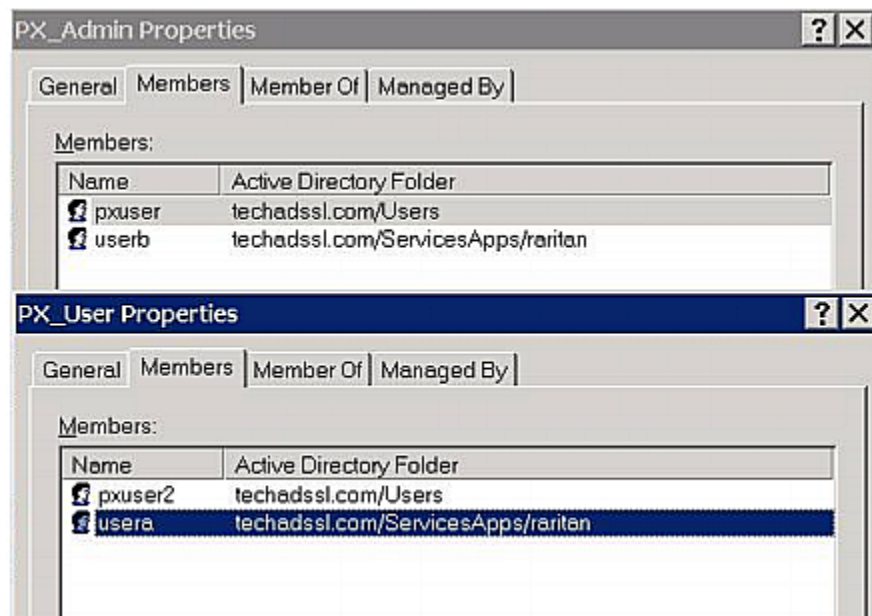 PX_Admin Properties
General Members Member Of Managed By
Members:
Name Active Directory Folder
pxuser techadssl.com/Users
userb techadssl.com/ServicesApps/raritan
PX_User Properties
General Members Member Of Managed By
Members:
Name Active Directory Folder
pxuser2 techadssl.com/Users
usera techadssl.com/ServicesApps/raritan